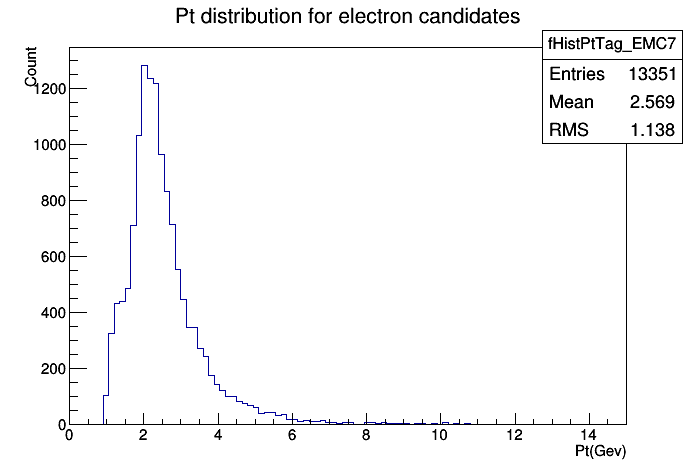 Pt distribution for electron candidates
fHistPtTag_EMC7
Entries 13351
Mean 2.569
RMS 1.138
Count
1200
1000
800
600
400
200
0
0 2 4 6 8 10 12 14
Pt(Gev)